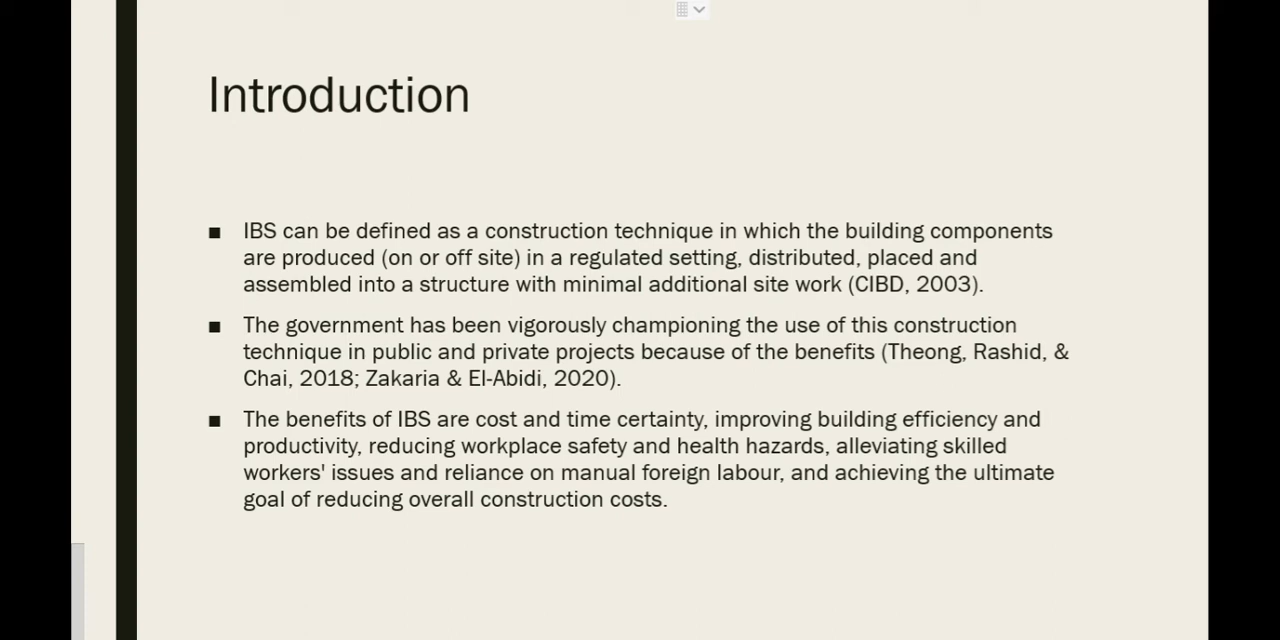 Introduction
■ IBS can be defined as a construction technique in which the building components
are produced (on or off site) in a regulated setting, distributed, placed and
assembled into a structure with minimal additional site work (CIBD, 2003).
■ The government has been vigorously championing the use of this construction
technique in public and private projects because of the benefits (Theong, Rashid, &
Chai, 2018; Zakaria & El-Abidi, 2020).
■ The benefits of IBS are cost and time certainty, improving building efficiency and
productivity, reducing workplace safety and health hazards, alleviating skilled
workers' issues and reliance on manual foreign labour, and achieving the ultimate
goal of reducing overall construction costs.